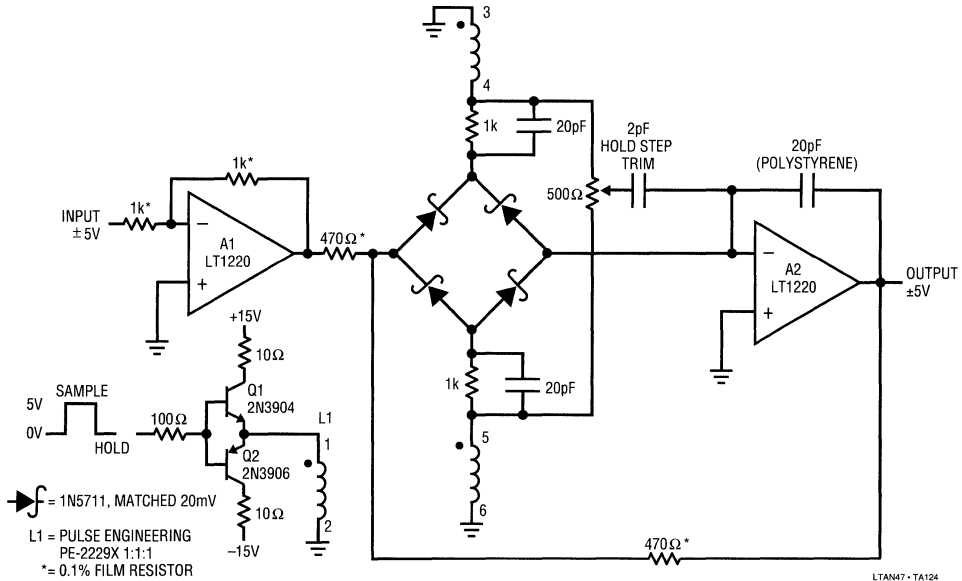 3
4
1k
20pF
2pF
HOLD STEP
TRIM
20pF
(POLYSTYRENE)
1k*
500Ω
INPUT
±5V
1k*
–
A1
LT1220
+
470Ω*
–
A2
LT1220
+
OUTPUT
±5V
+15V
10Ω
1k
20pF
SAMPLE
5V
0V
HOLD
100Ω
Q1
2N3904
L1
1
5
Q2
2N3906
= 1N5711, MATCHED 20mV
10Ω
2
6
L1 = PULSE ENGINEERING
PE-2229X 1:1:1
–15V
470Ω*
*= 0.1% FILM RESISTOR
LTAN47 • TA124